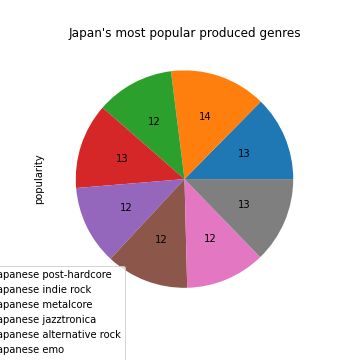 Japan's most popular produced genres
14
12
13
13
popularity
12
13
12
12
apanese post-hardcore
apanese indie rock
apanese metalcore
apanese jazztronica
apanese alternative rock
apanese emo